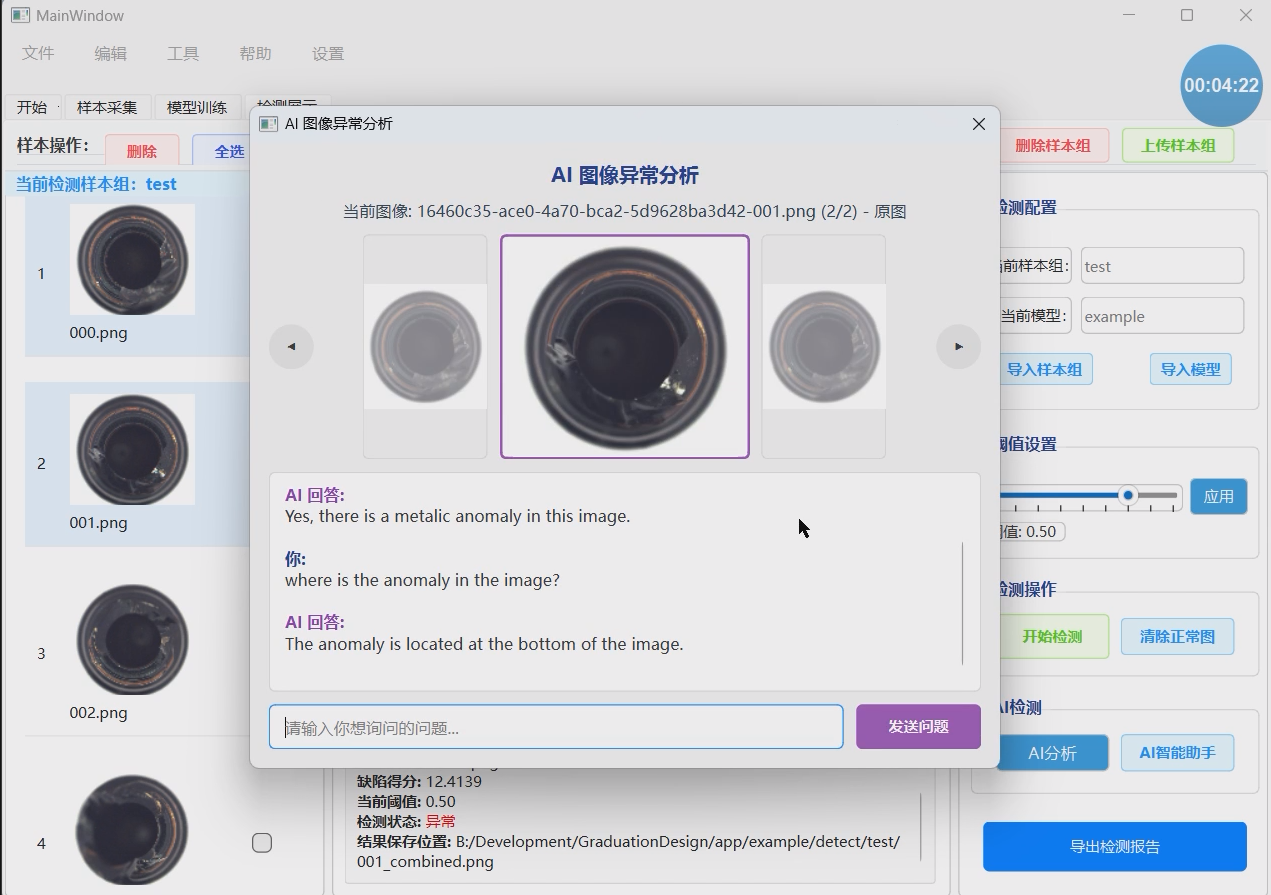 MainWindow
文件 编辑 工具 帮助 设置
00:04:22
开始 样本采集 模型训练 检测展示
样本操作: 删除 全选
删除样本组 上传样本组
当前检测样本组: test
1
000.png
2
001.png
3
002.png
4
AI 图像异常分析
AI 图像异常分析
当前图像: 16460c35-ace0-4a70-bca2-5d9628ba3d42-001.png (2/2) - 原图
AI 回答:
Yes, there is a metalic anomaly in this image.
你:
where is the anomaly in the image?
AI 回答:
The anomaly is located at the bottom of the image.
请输入你想询问的问题...
发送问题
缺陷得分: 12.4139
当前阈值: 0.50
检测状态: 异常
结果保存位置: B:/Development/GraduationDesign/app/example/detect/test/
001_combined.png
检测配置
当前样本组: test
当前模型: example
导入样本组 导入模型
阈值设置
应用
阈值: 0.50
检测操作
开始检测 清除正常图
AI检测
AI分析 AI智能助手
导出检测报告